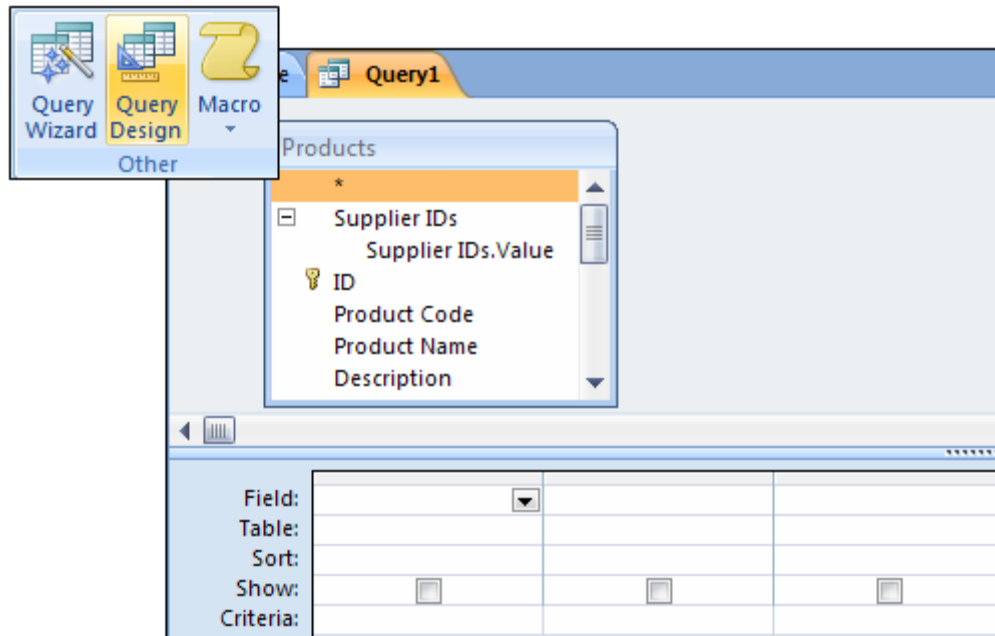 Query Wizard
Query Design
Macro
Other
e
Query1
Products
*
Supplier IDs
Supplier IDs.Value
ID
Product Code
Product Name
Description
Field:
Table:
Sort:
Show:
Criteria: